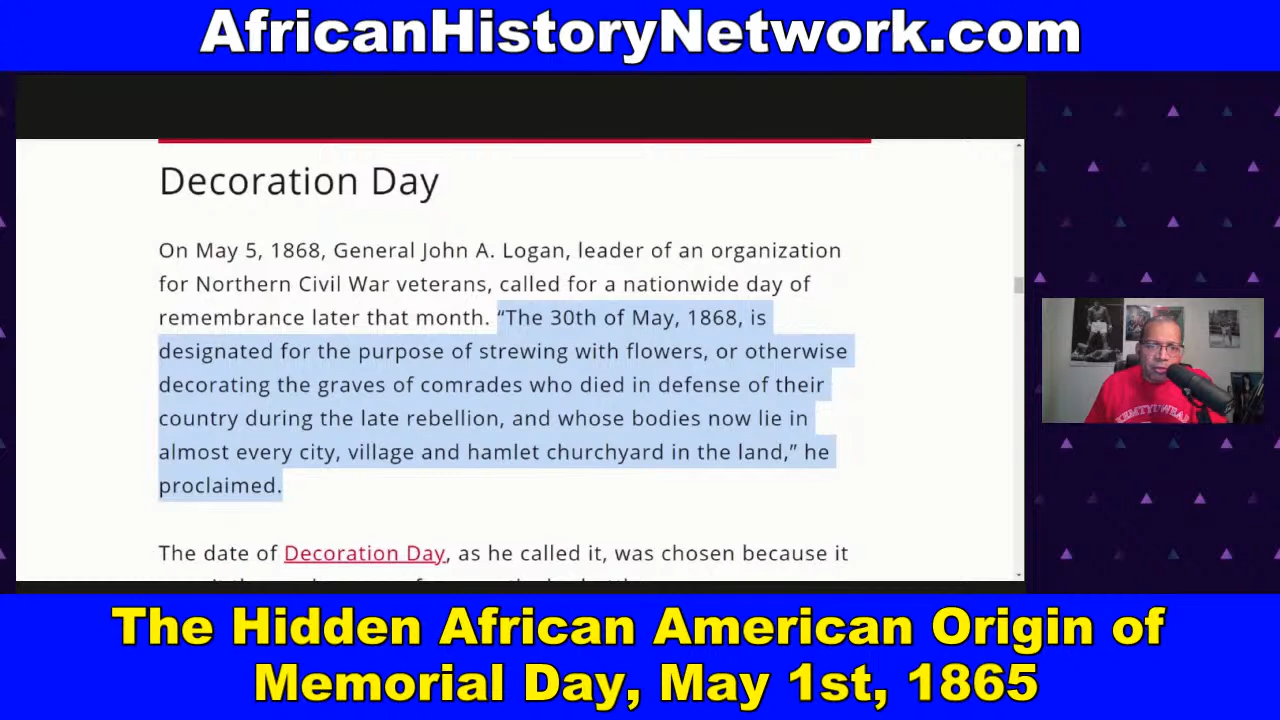 AfricanHistoryNetwork.com
Decoration Day
On May 5, 1868, General John A. Logan, leader of an organization
for Northern Civil War veterans, called for a nationwide day of
remembrance later that month. “The 30th of May, 1868, is
designated for the purpose of strewing with flowers, or otherwise
decorating the graves of comrades who died in defense of their
country during the late rebellion, and whose bodies now lie in
almost every city, village and hamlet churchyard in the land,” he
proclaimed.
The date of Decoration Day, as he called it, was chosen because it
The Hidden African American Origin of
Memorial Day, May 1st, 1865